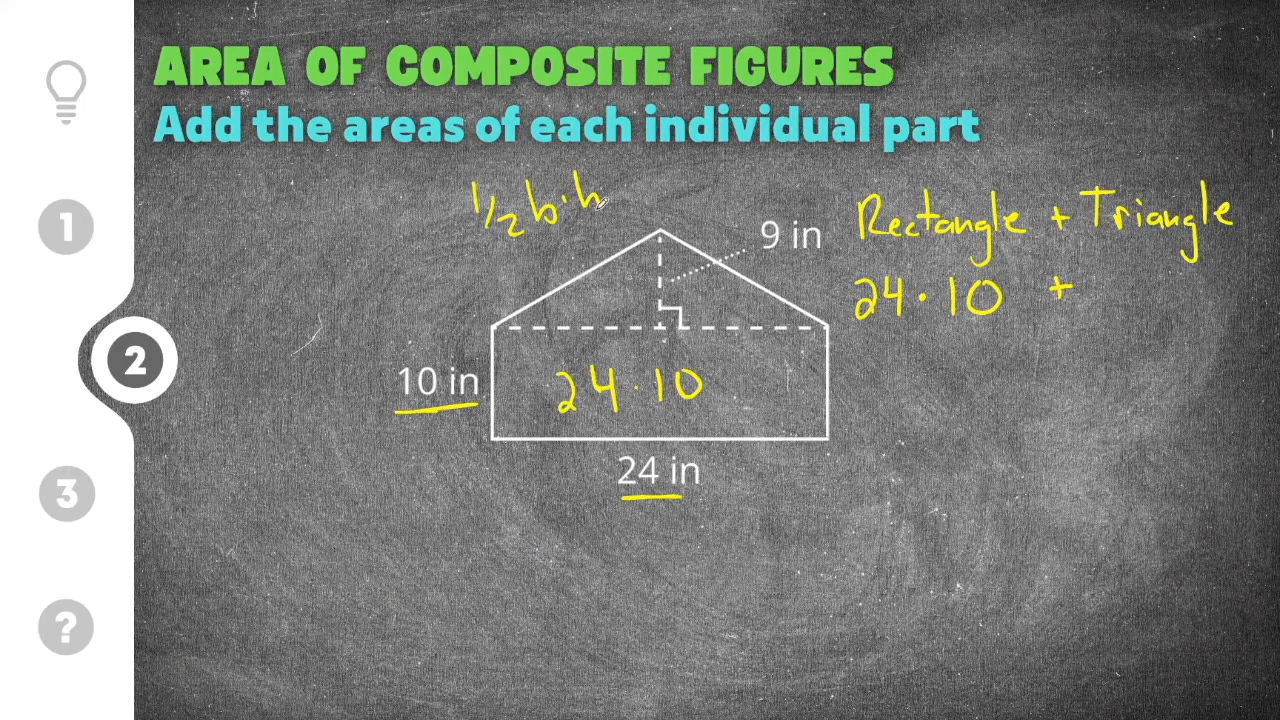 AREA OF COMPOSITE FIGURES
Add the areas of each individual part
1/2 b·h
9 in
Rectangle + Triangle
24·10 +
1
2
3
?
10 in
24·10
24 in